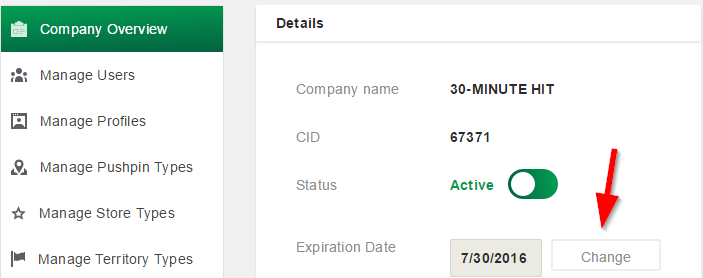 Company Overview
Manage Users
Manage Profiles
Manage Pushpin Types
Manage Store Types
Manage Territory Types
Details
Company name 30-MINUTE HIT
CID 67371
Status Active
Expiration Date 7/30/2016 Change